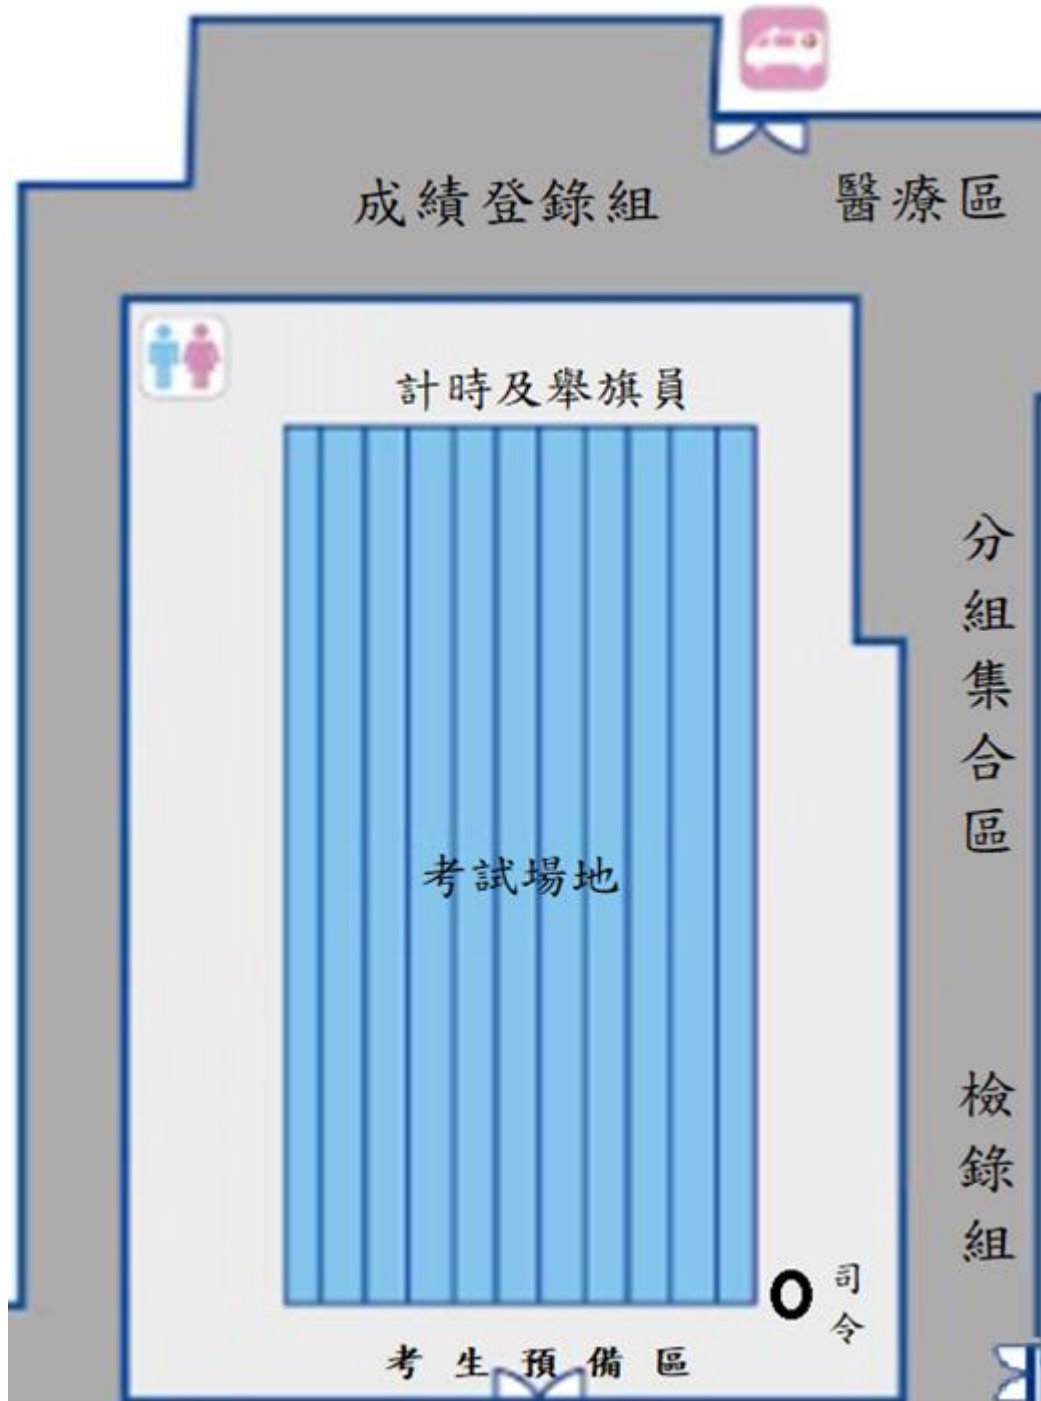 成績登錄組
醫療區
計時及舉旗員
分組集合區
考試場地
檢錄組
司令
考生預備區